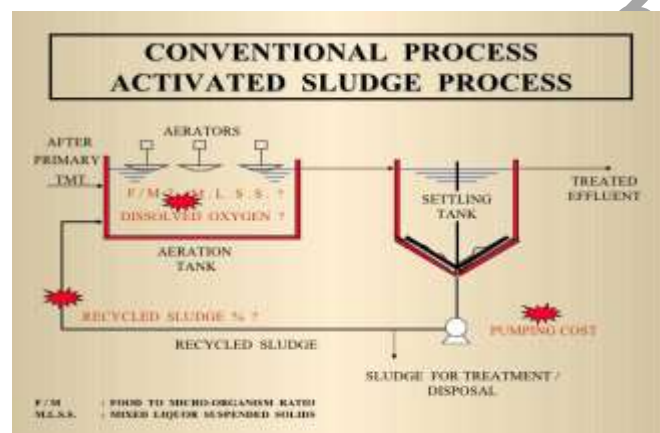 CONVENTIONAL PROCESS
ACTIVATED SLUDGE PROCESS
AERATORS
AFTER
PRIMARY
TMT
F/M ? M.L.S.S. ?
DISSOLVED OXYGEN ?
AERATION
TANK
SETTLING
TANK
TREATED
EFFLUENT
RECYCLED SLUDGE % ?
RECYCLED SLUDGE
PUMPING COST
SLUDGE FOR TREATMENT /
DISPOSAL
F/M : FOOD TO MICRO-ORGANISM RATIO
M.L.S.S. : MIXED LIQUOR SUSPENDED SOLIDS